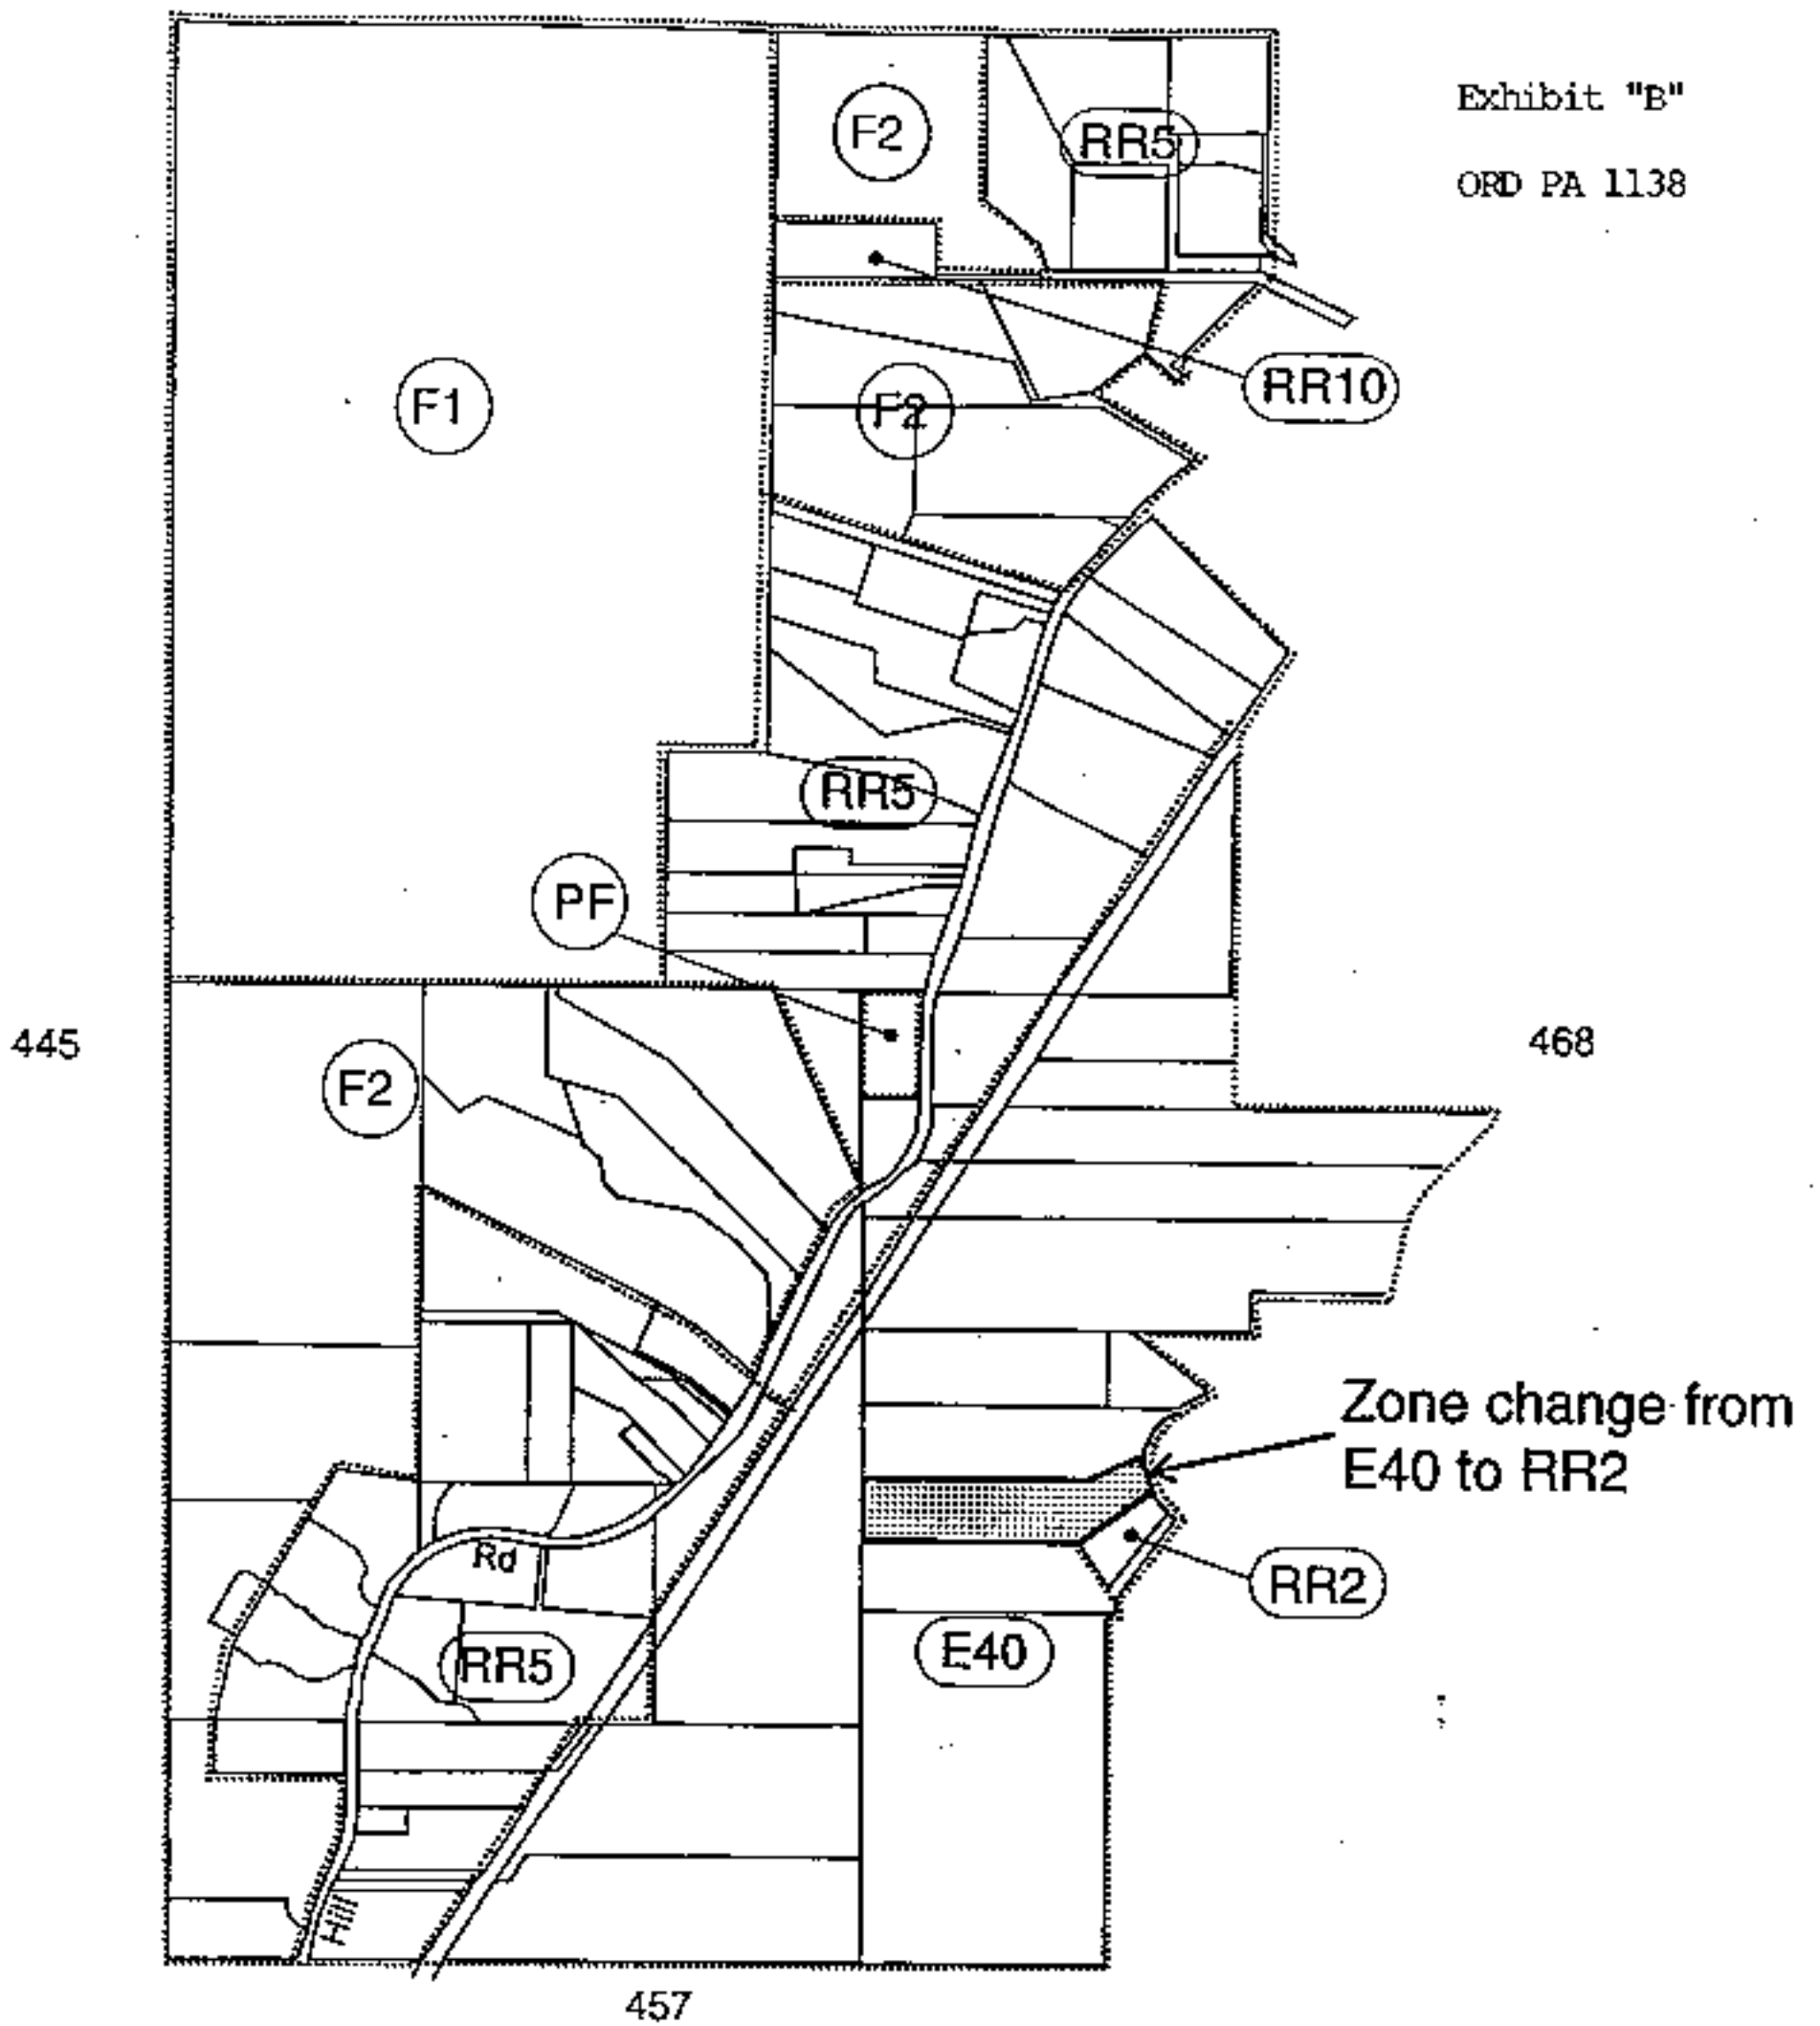 Exhibit "B"
ORD PA 1138
F2
RR5
RR10
F1
F2
RR5
PF
445
468
F2
Zone change from
E40 to RR2
Rd
RR2
E40
RR5
Hill
457